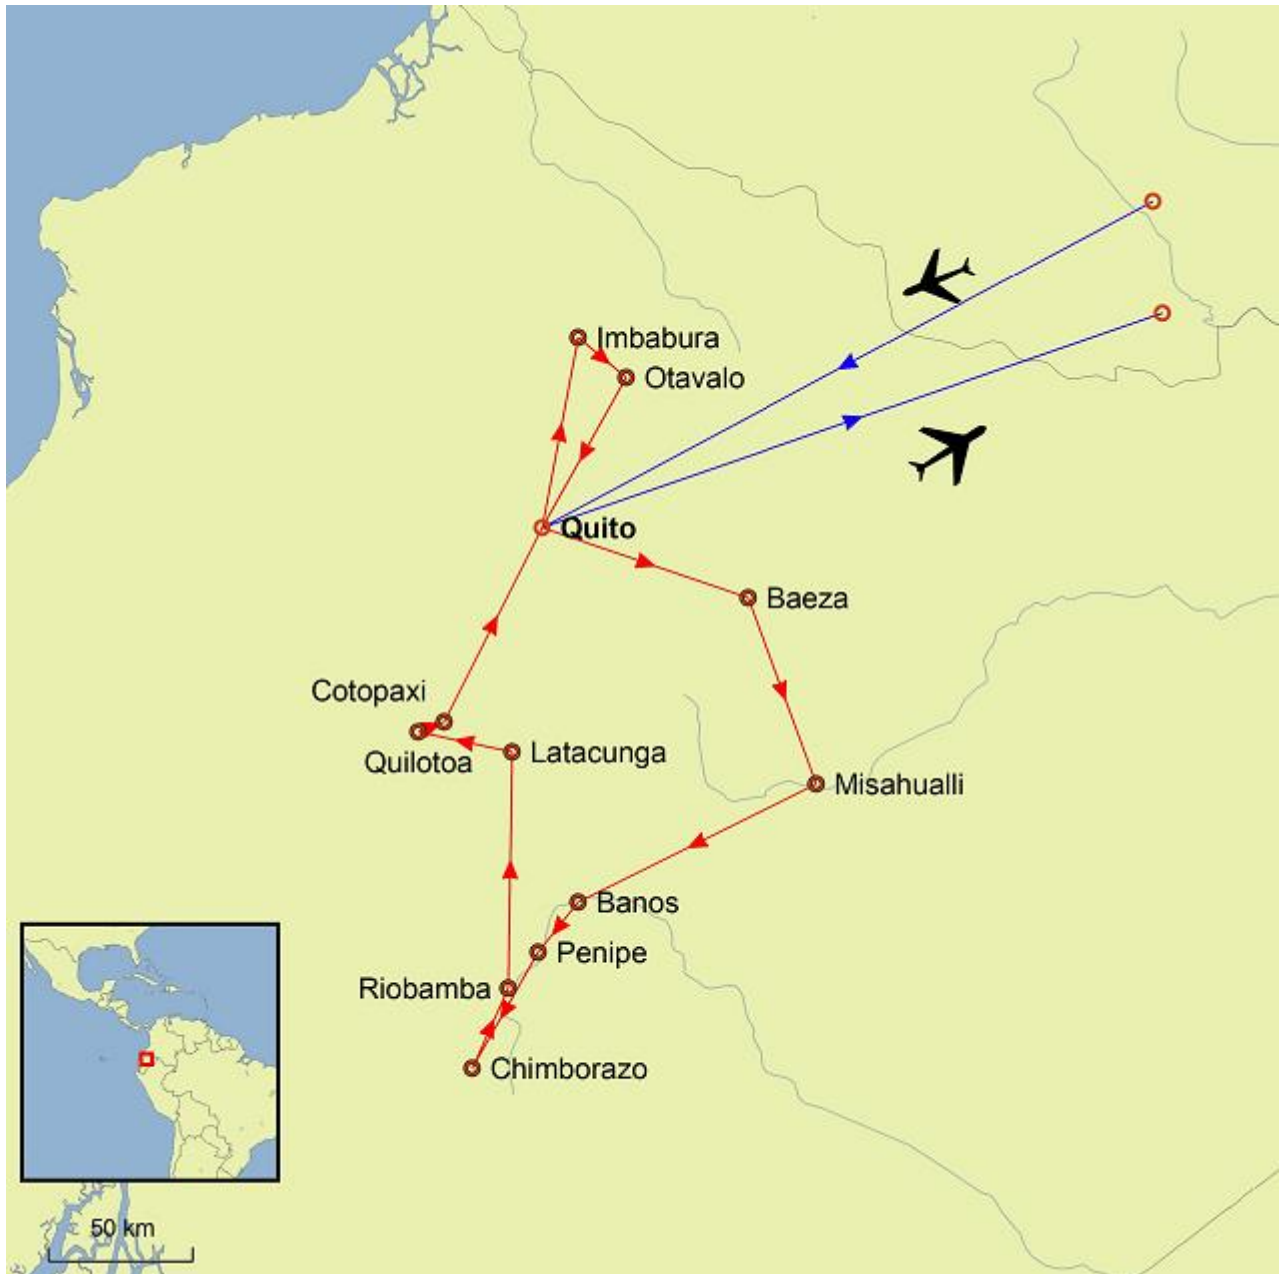 Imbabura
Otavalo
Quito
Baeza
Cotopaxi
Quilotoa
Latacunga
Misahualli
Banos
Penipe
Riobamba
Chimborazo
50 km